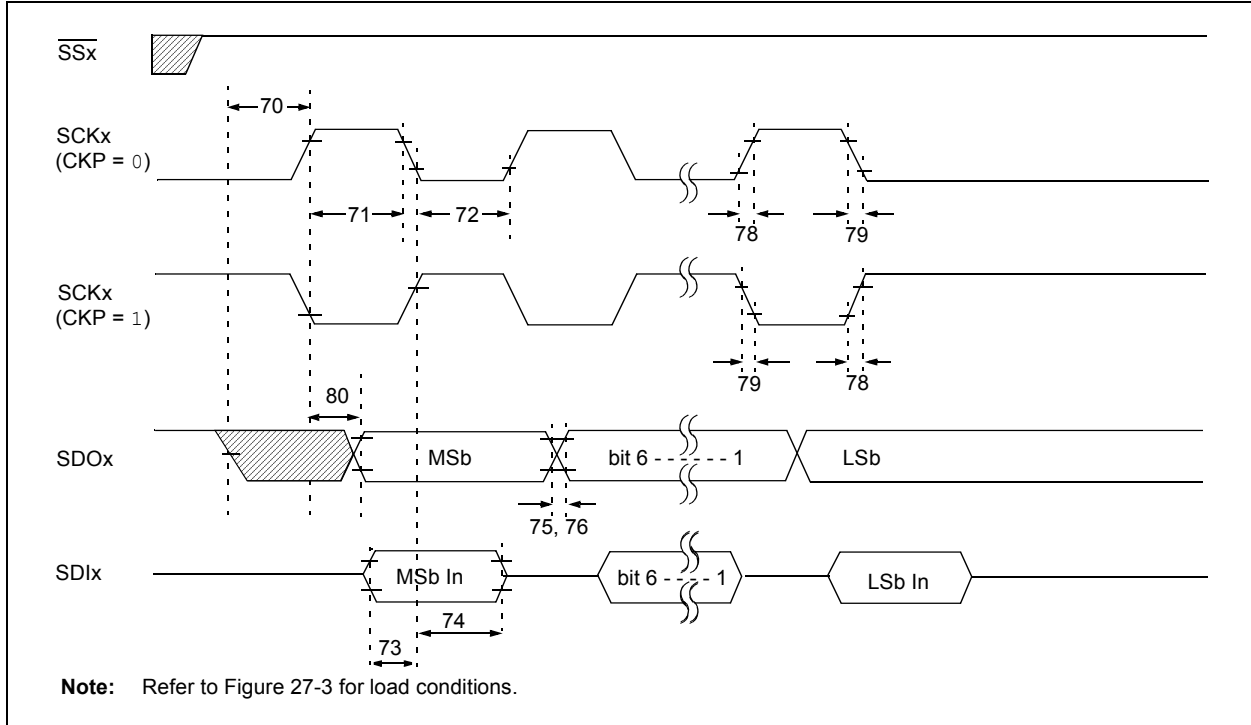 SSx
70
SCKx
(CKP = 0)
71
72
78
79
SCKx
(CKP = 1)
79
78
80
SDOx
MSb
bit 6 - - - - - - 1
LSb
75, 76
SDIx
MSb In
bit 6 - - - - - 1
LSb In
74
73
Note: Refer to Figure 27-3 for load conditions.